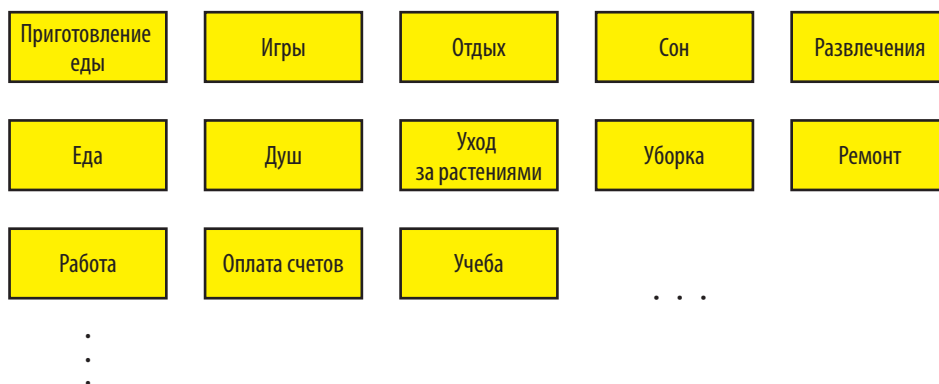 Приготовление
еды
Игры
Отдых
Сон
Развлечения
Еда
Душ
Уход
за растениями
Уборка
Ремонт
Работа
Оплата счетов
Учеба
. . .
.
.
.